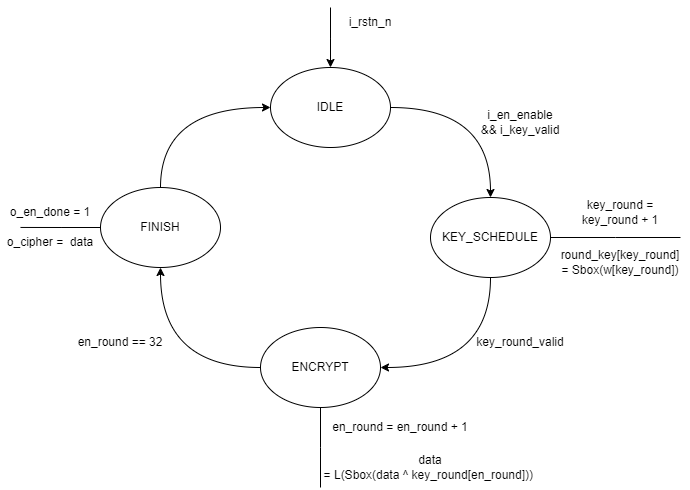 i_rstn_n
IDLE
i_en_enable
&& i_key_valid
key_round =
key_round + 1
KEY_SCHEDULE
round_key[key_round]
= Sbox(w[key_round])
o_en_done = 1
FINISH
o_cipher = data
en_round == 32
key_round_valid
ENCRYPT
en_round = en_round + 1
data
= L(Sbox(data ^ key_round[en_round]))